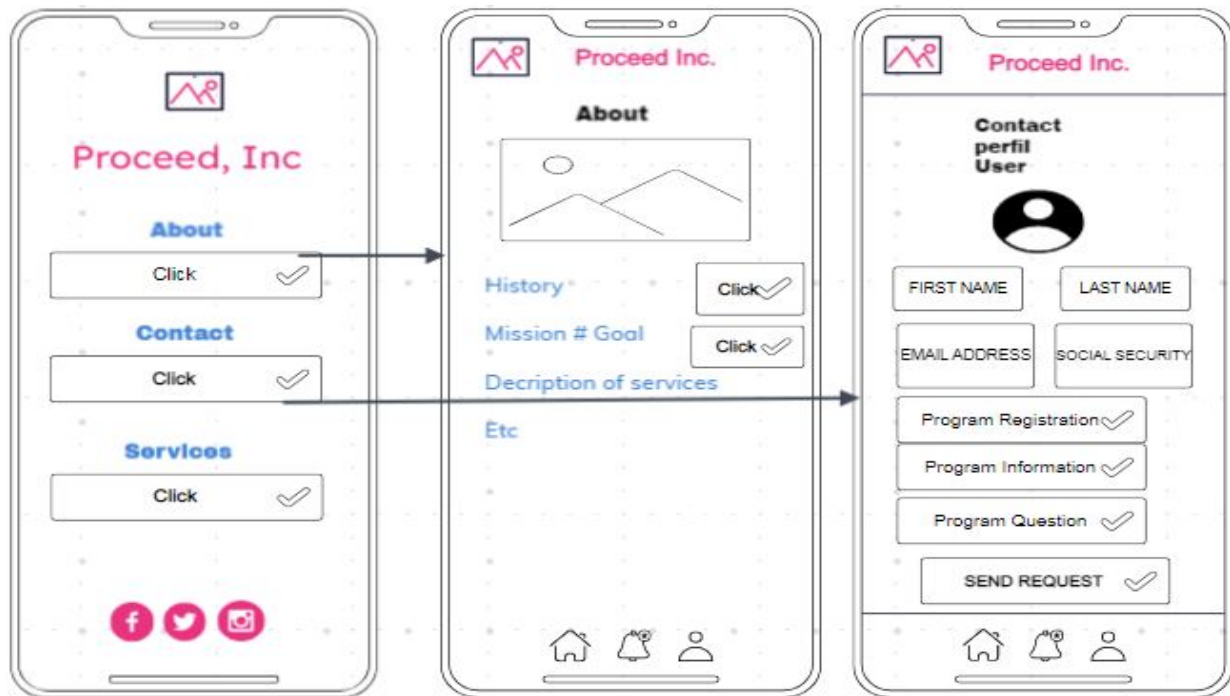 Proceed, Inc
About
Click
Contact
Click
Services
Click
f
Proceed Inc.
About
History
Click
Mission # Goal
Click
Decription of services
Etc
Proceed Inc.
Contact
perfil
User
FIRST NAME
LAST NAME
EMAIL ADDRESS
SOCIAL SECURITY
Program Registration
Program Information
Program Question
SEND REQUEST